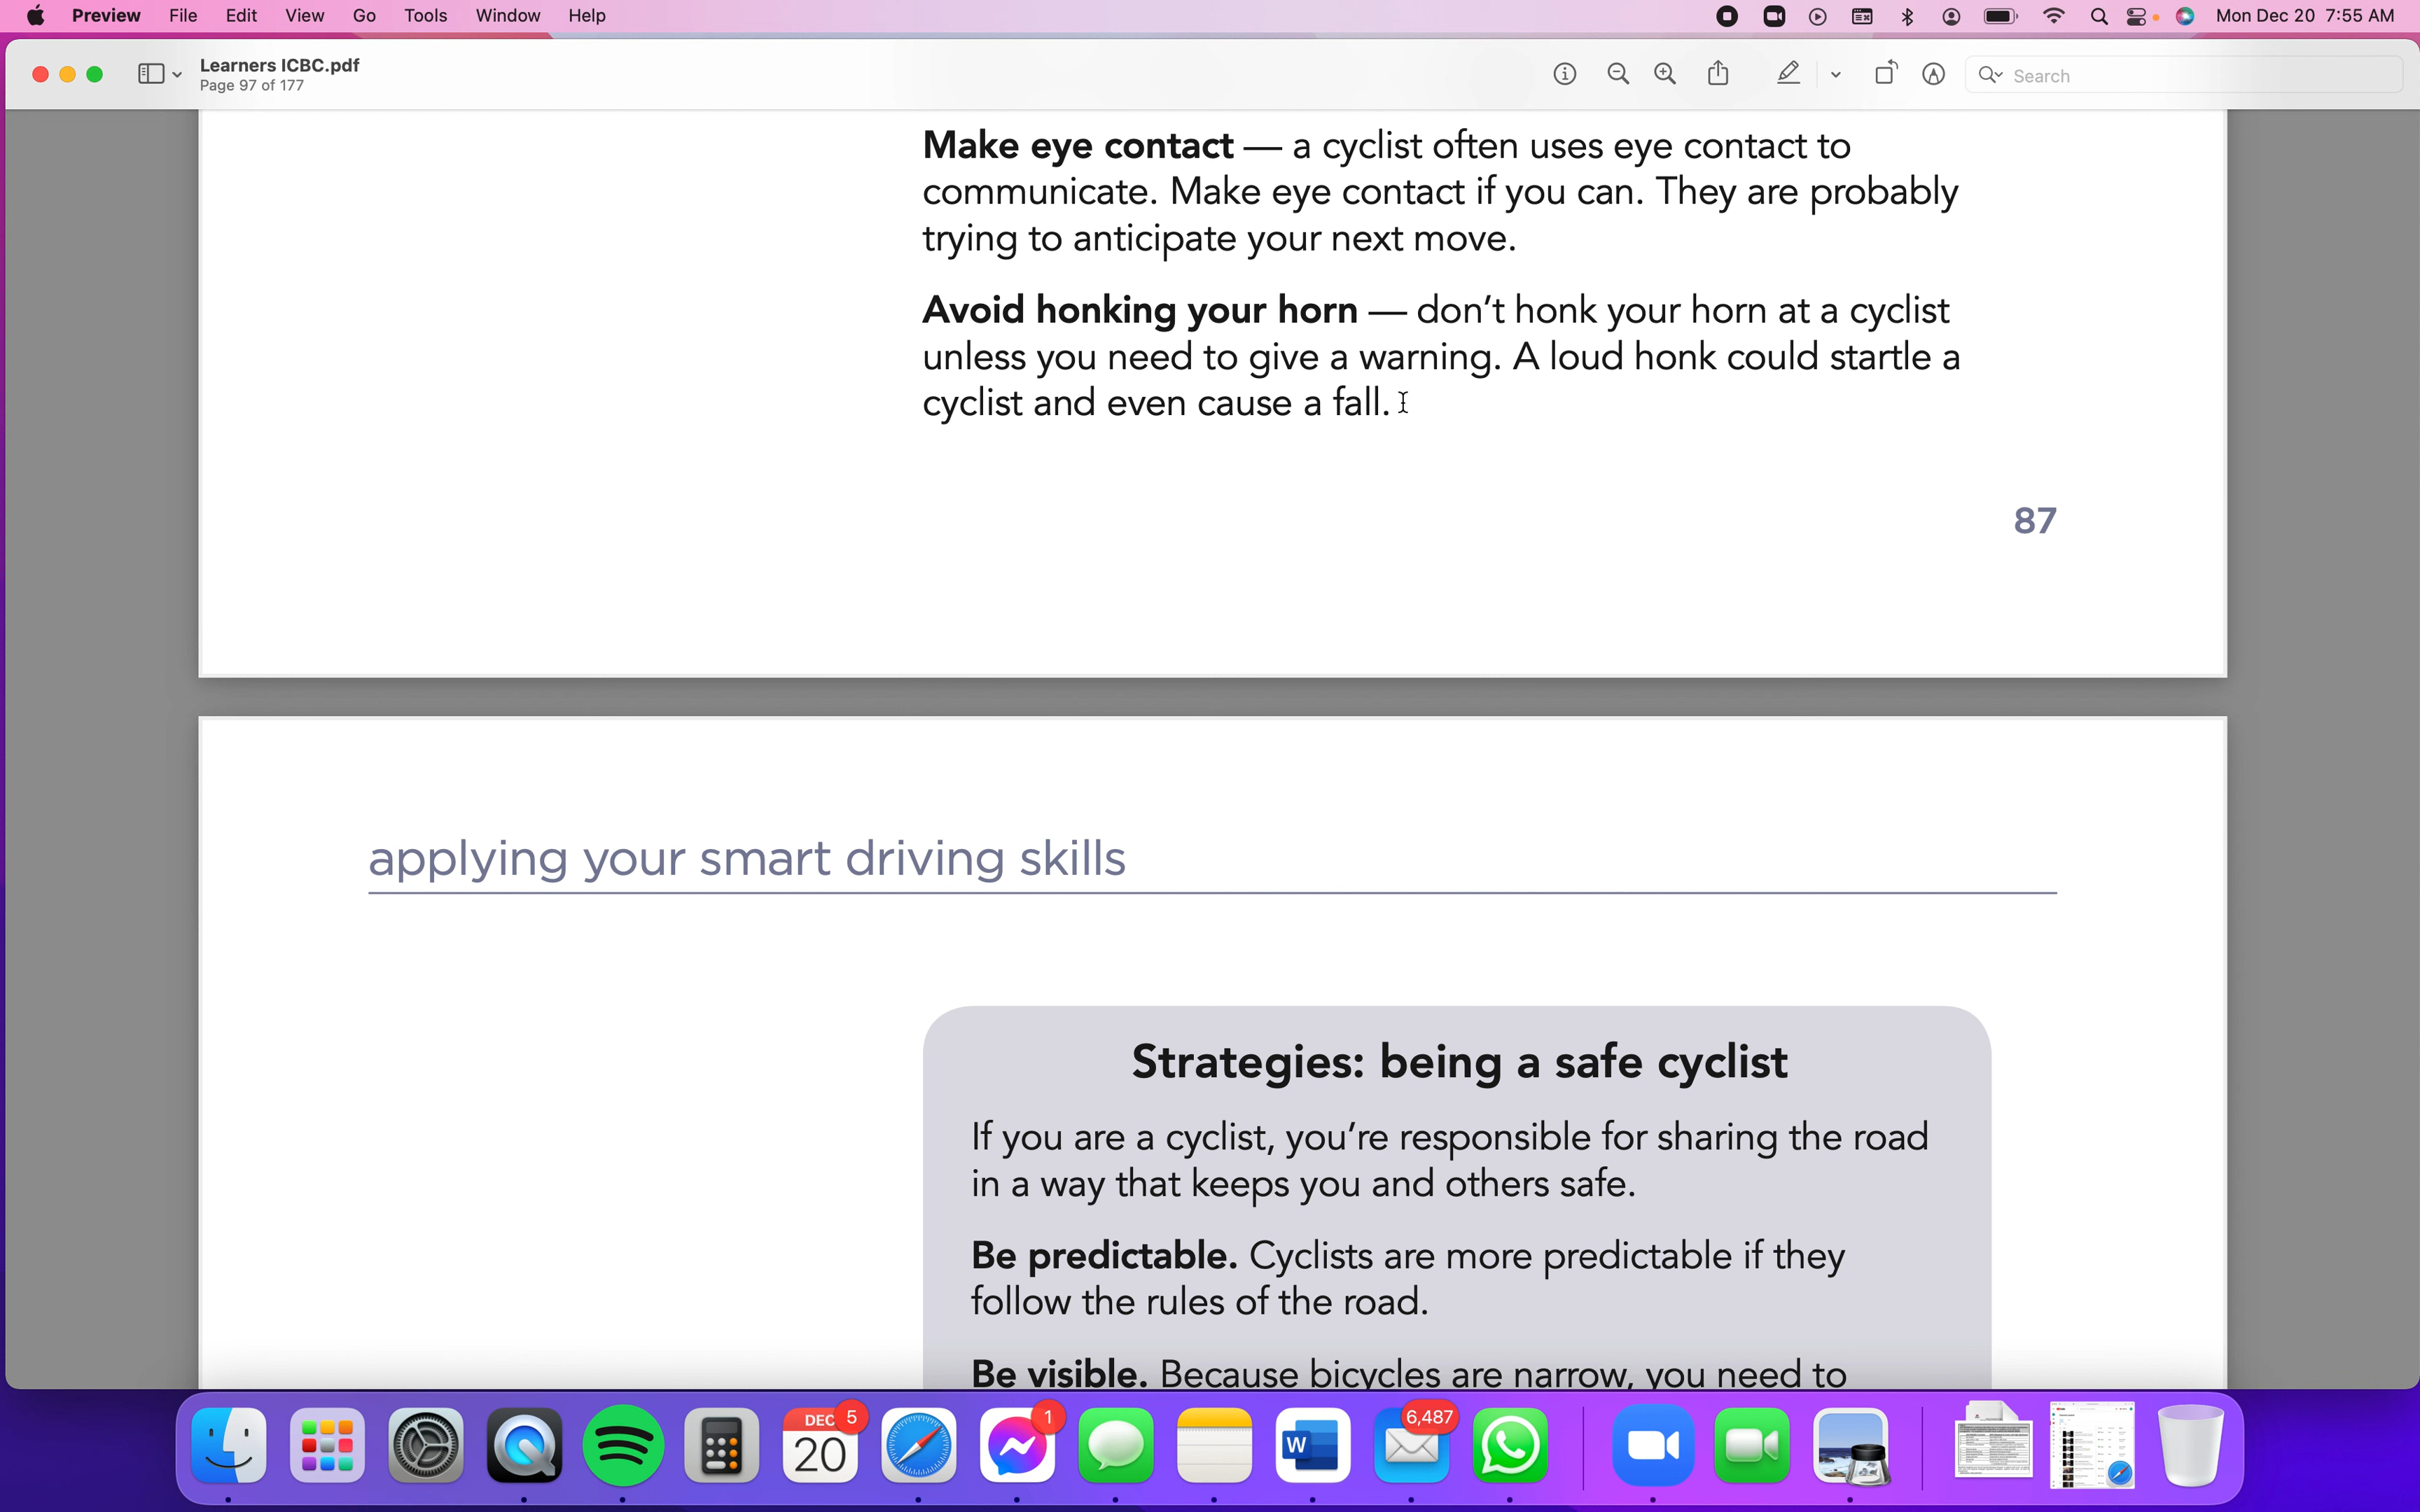 Preview File Edit View Go Tools Window Help Mon Dec 20 7:55 AM
Learners ICBC.pdf
Page 97 of 177
Search
Make eye contact — a cyclist often uses eye contact to
communicate. Make eye contact if you can. They are probably
trying to anticipate your next move.
Avoid honking your horn — don't honk your horn at a cyclist
unless you need to give a warning. A loud honk could startle a
cyclist and even cause a fall.
87
applying your smart driving skills
Strategies: being a safe cyclist
If you are a cyclist, you're responsible for sharing the road
in a way that keeps you and others safe.
Be predictable. Cyclists are more predictable if they
follow the rules of the road.
Be visible. Because bicycles are narrow, you need to
DEC 5 1 6,487
20 W